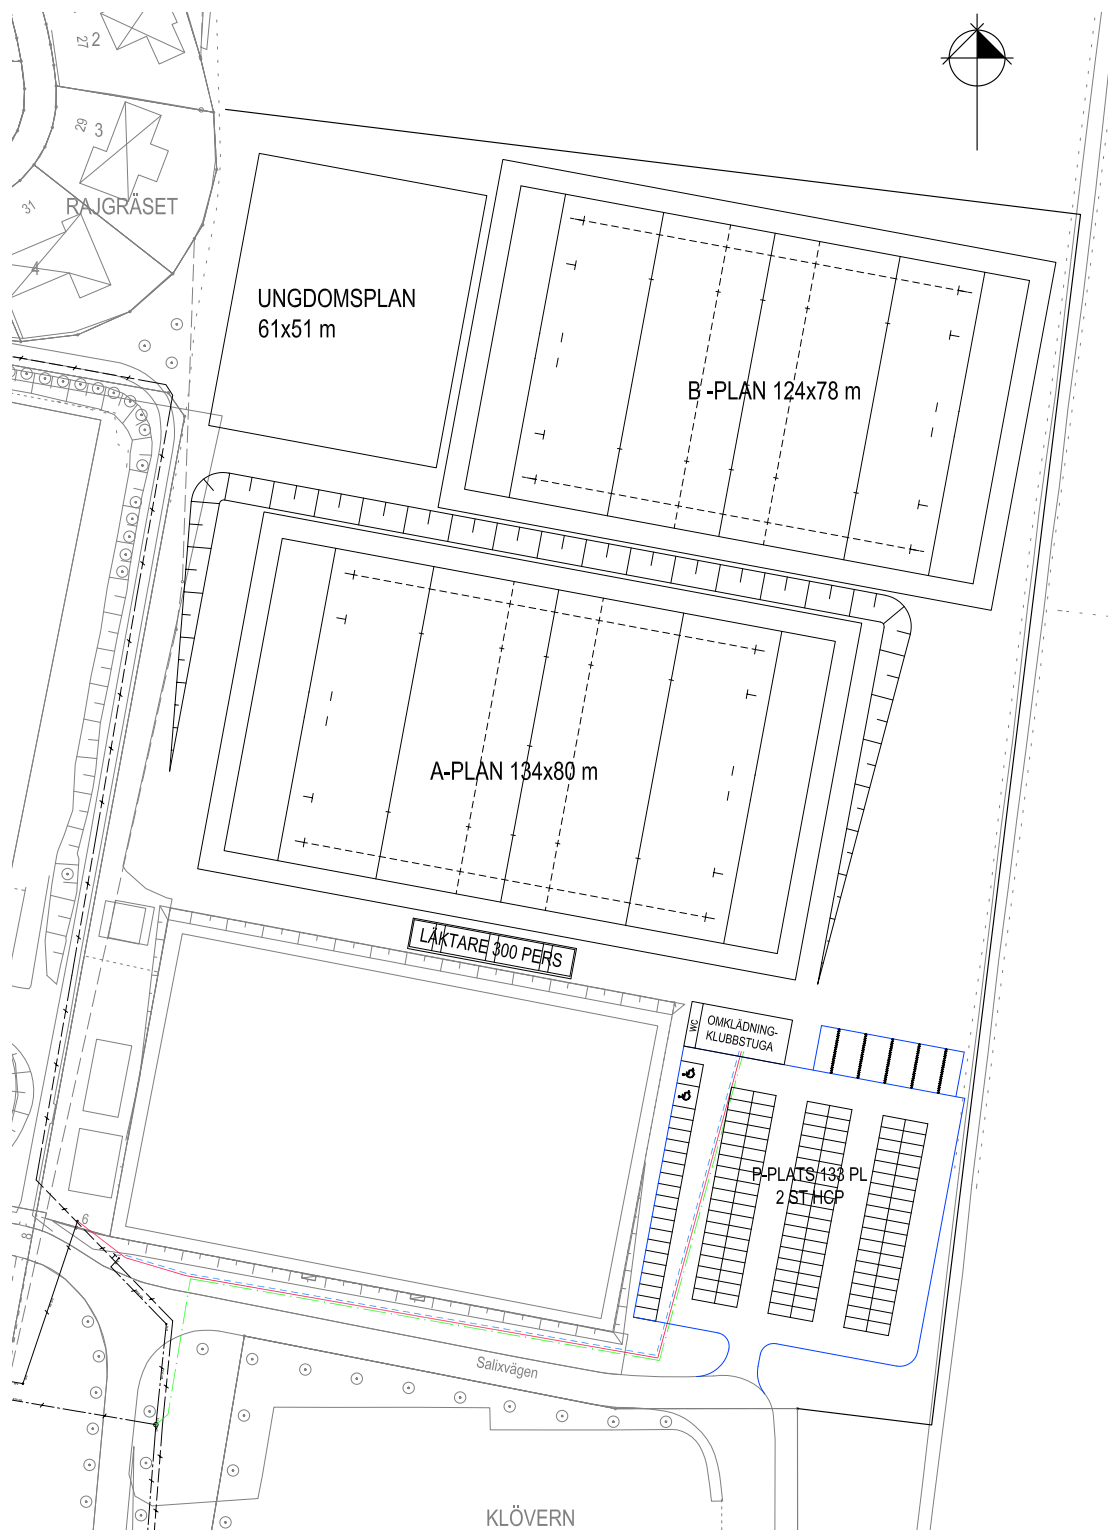 2
27
3
29
31
RAJGRÄSET
4
UNGDOMSPLAN
61x51 m
B -PLAN 124x78 m
A-PLAN 134x80 m
LÄKTARE 300 PERS
WC
OMKLÄDNING-
KLUBBSTUGA
P-PLATS 133 PL
2 ST HCP
6
8
Salixvägen
KLÖVERN